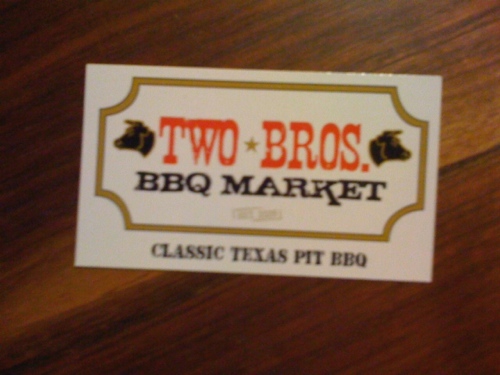 TWO BROS.
BBQ MARKET
CLASSIC TEXAS PIT BBQ